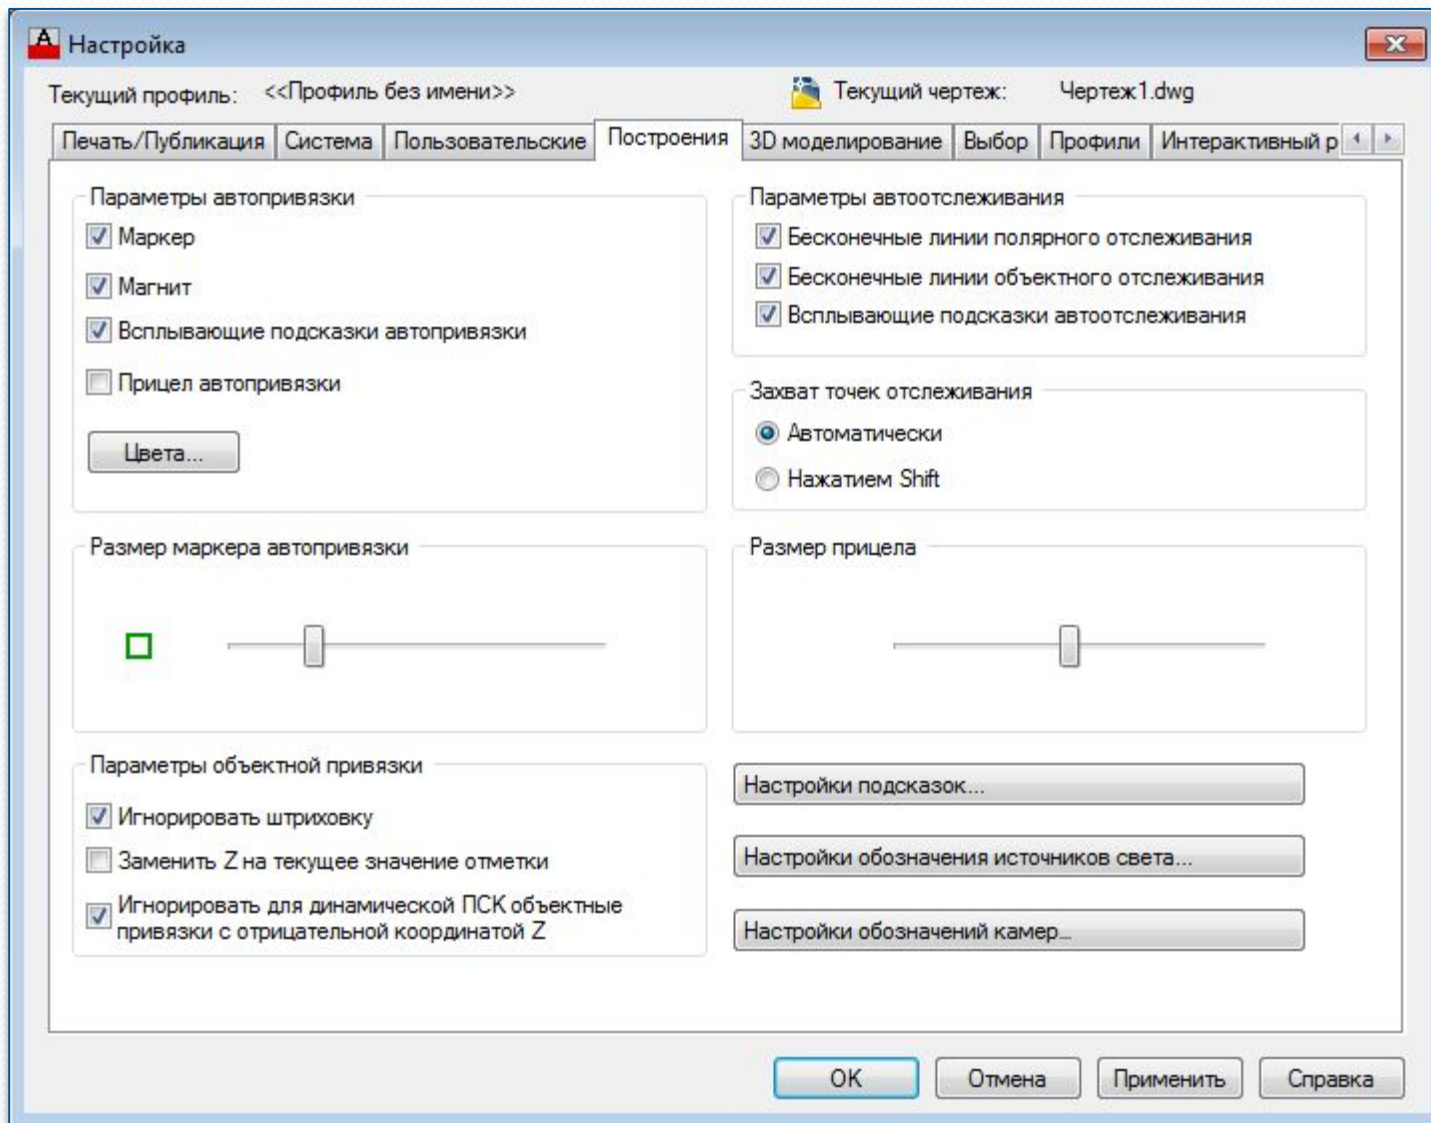 Настройка
Текущий профиль: <<Профиль без имени>> Текущий чертеж: Чертеж1.dwg
Печать/Публикация Система Пользовательские Построения 3D моделирование Выбор Профили Интерактивный р
Параметры автопривязки
Маркер
Магнит
Всплывающие подсказки автопривязки
Прицел автопривязки
Цвета...
Параметры автоотслеживания
Бесконечные линии полярного отслеживания
Бесконечные линии объектного отслеживания
Всплывающие подсказки автоотслеживания
Захват точек отслеживания
Автоматически
Нажатием Shift
Размер маркера автопривязки
Размер прицела
Параметры объектной привязки
Игнорировать штриховку
Заменить Z на текущее значение отметки
Игнорировать для динамической ПСК объектные
привязки с отрицательной координатой Z
Настройки подсказок...
Настройки обозначения источников света...
Настройки обозначений камер...
OK Отмена Применить Справка